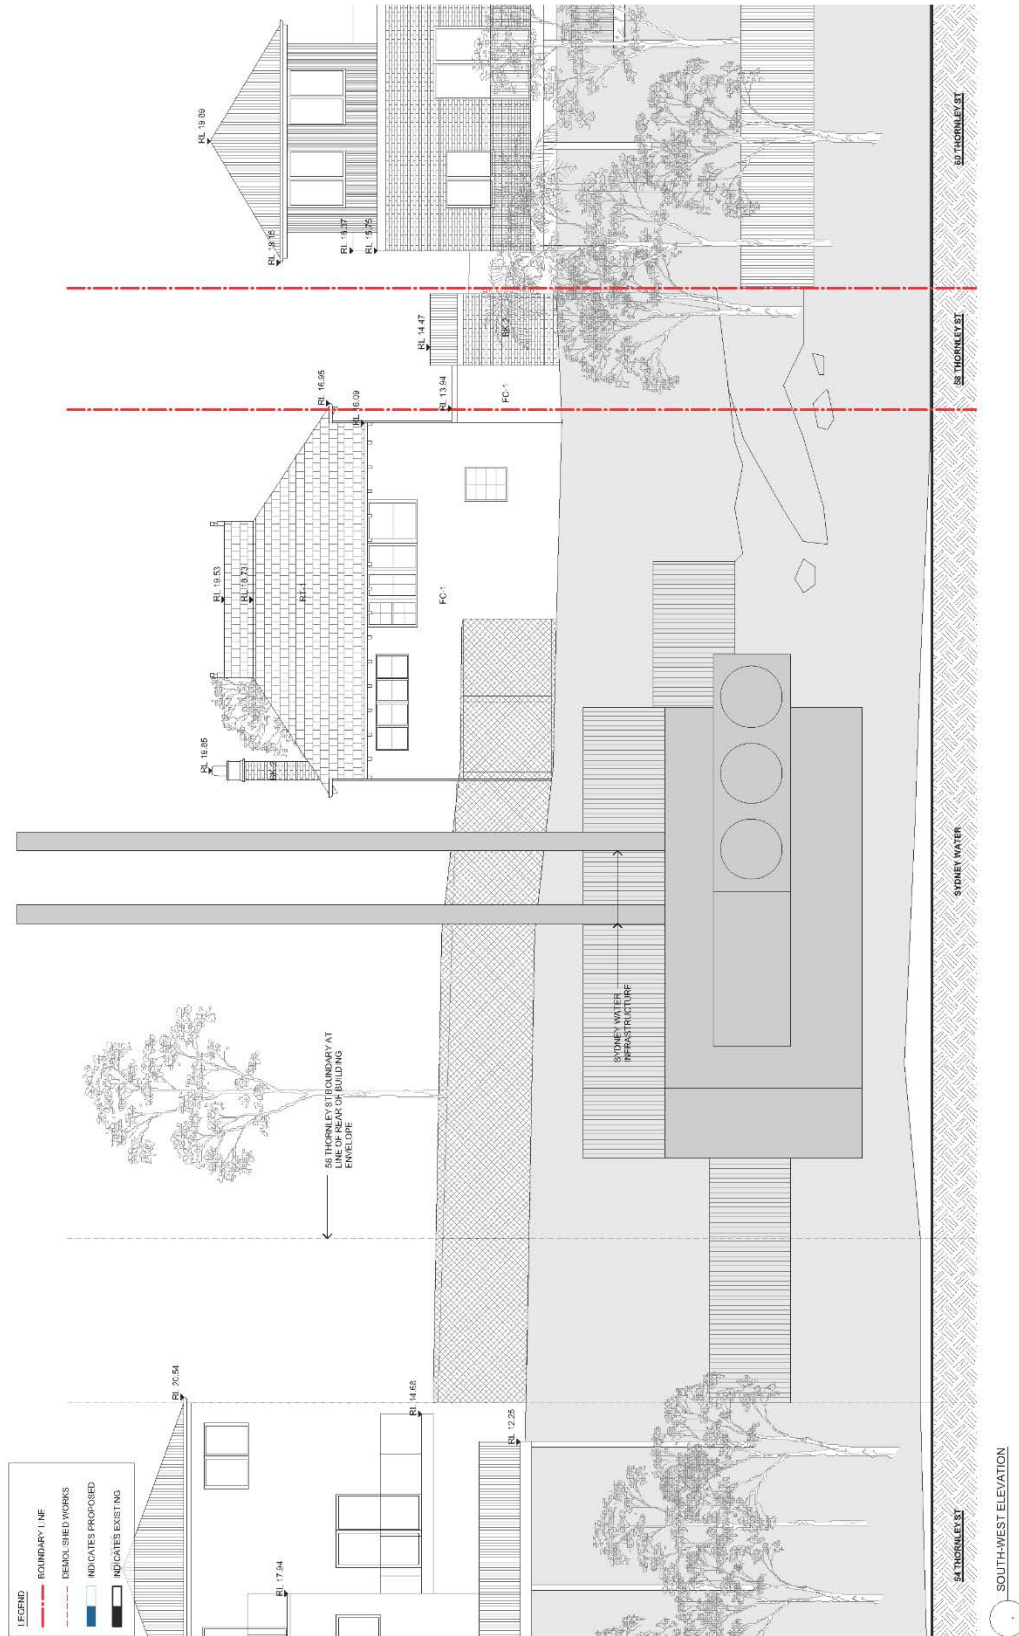 LEGEND
BOUNDARY LINE
DEMOLISHED WORKS
INDICATES PROPOSED
INDICATES EXISTING
RL 20.54
RL 17.94
RL 14.68
RL 12.25
58 THORNLEY ST BOUNDARY AT
LINE OF REAR OF BUILDING
ENVELOPE
SYDNEY WATER
INFRASTRUCTURE
RL 19.85
BK-2
RL 19.53
RL 18.73
RT-1
RL 16.95
RL 16.09
FC-1
RL 14.47
RL 13.94
BK-2
FC-1
RL 19.89
RL 18.15
RL 16.37
RL 15.75
54 THORNLEY ST
SYDNEY WATER
58 THORNLEY ST
60 THORNLEY ST
SOUTH-WEST ELEVATION